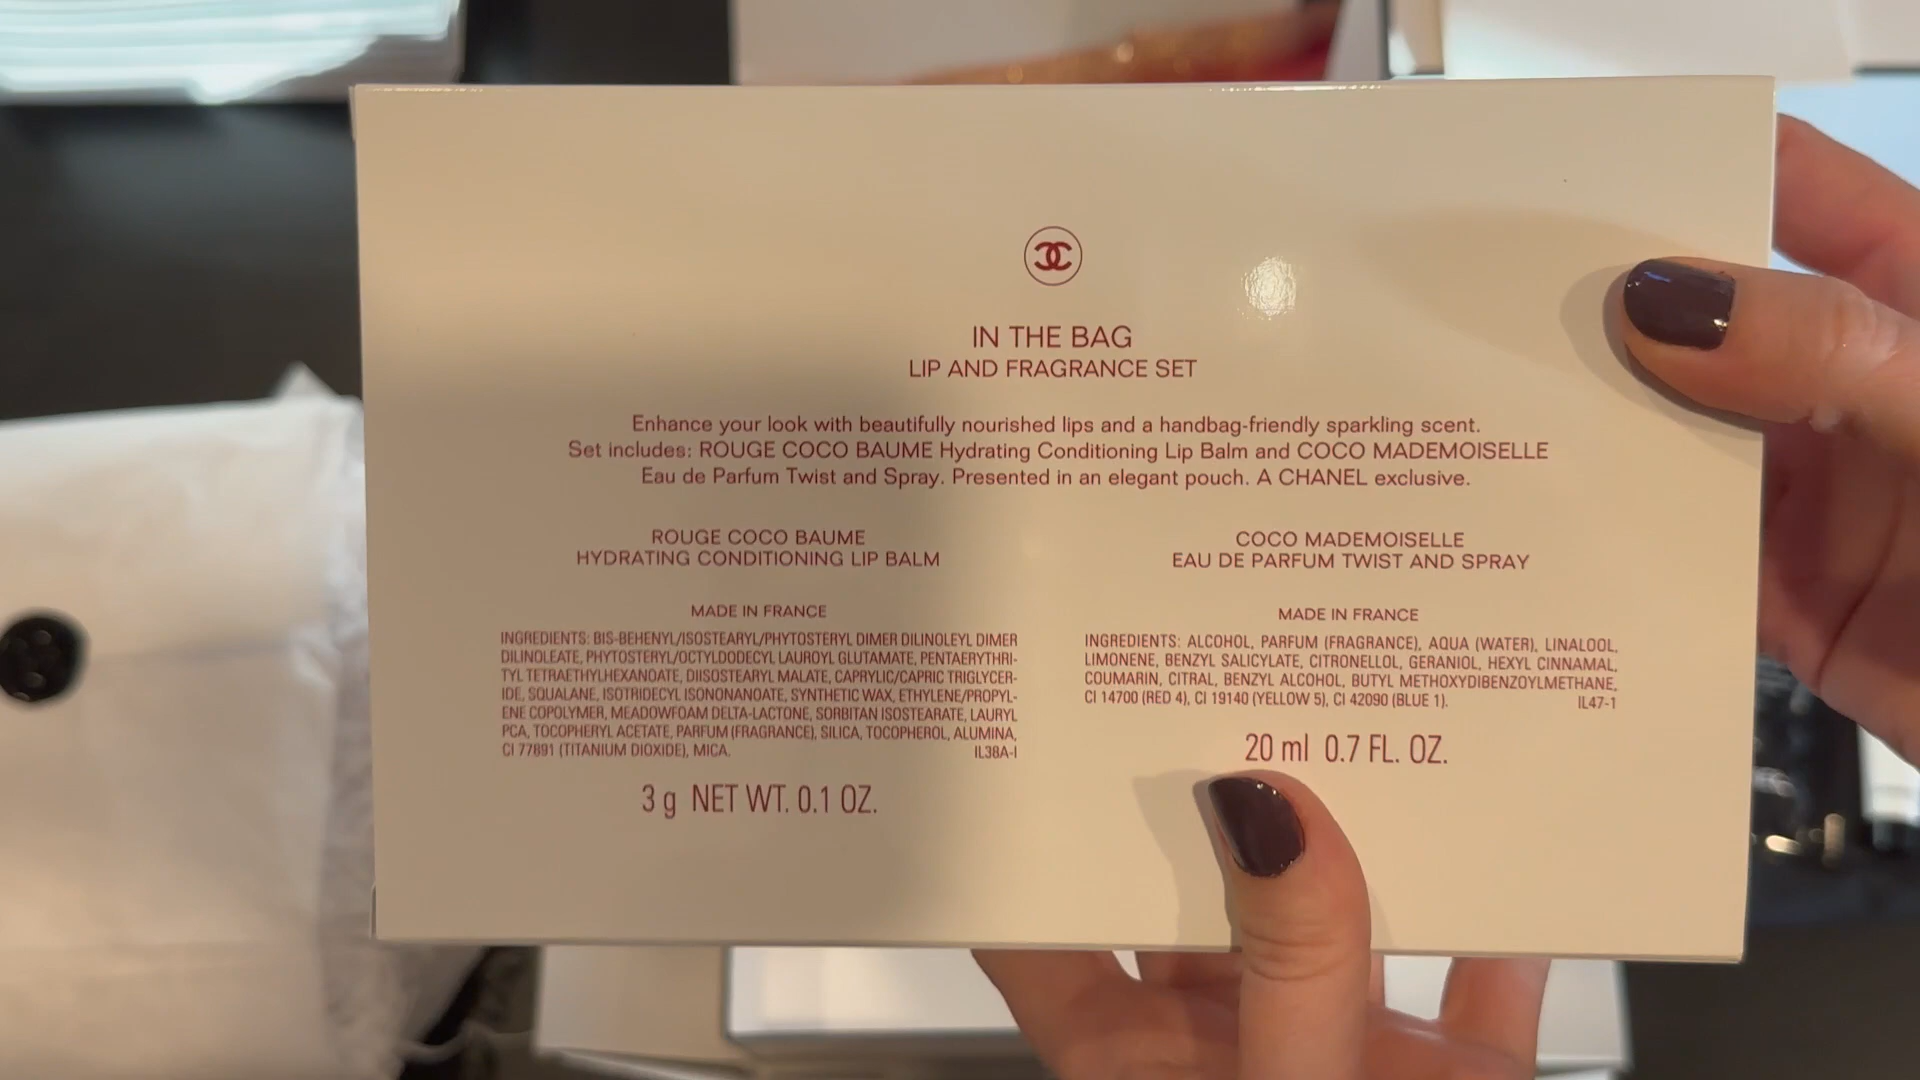 IN THE BAG
LIP AND FRAGRANCE SET
Enhance your look with beautifully nourished lips and a handbag-friendly sparkling scent.
Set includes: ROUGE COCO BAUME Hydrating Conditioning Lip Balm and COCO MADEMOISELLE
Eau de Parfum Twist and Spray. Presented in an elegant pouch. A CHANEL exclusive.
ROUGE COCO BAUME
HYDRATING CONDITIONING LIP BALM
MADE IN FRANCE
INGREDIENTS: BIS-BEHENYL/ISOSTEARYL/PHYTOSTERYL DIMER DILINOLEYL DIMER
DILINOLEATE, PHYTOSTERYL/OCTYLDODECYL LAUROYL GLUTAMATE, PENTAERYTHRI-
TYL TETRAETHYLHEXANOATE, DIISOSTEARYL MALATE, CAPRYLIC/CAPRIC TRIGLYCER-
IDE, SQUALANE, ISOTRIDECYL ISONONANOATE, SYNTHETIC WAX, ETHYLENE/PROPYL-
ENE COPOLYMER, MEADOWFOAM DELTA-LACTONE, SORBITAN ISOSTEARATE, LAURYL
PCA, TOCOPHERYL ACETATE, PARFUM (FRAGRANCE), SILICA, TOCOPHEROL, ALUMINA,
CI 77891 (TITANIUM DIOXIDE), MICA. IL38A-I
3 g NET WT. 0.1 OZ.
COCO MADEMOISELLE
EAU DE PARFUM TWIST AND SPRAY
MADE IN FRANCE
INGREDIENTS: ALCOHOL, PARFUM (FRAGRANCE), AQUA (WATER), LINALOOL,
LIMONENE, BENZYL SALICYLATE, CITRONELLOL, GERANIOL, HEXYL CINNAMAL,
COUMARIN, CITRAL, BENZYL ALCOHOL, BUTYL METHOXYDIBENZOYLMETHANE,
CI 14700 (RED 4), CI 19140 (YELLOW 5), CI 42090 (BLUE 1). IL47-1
20 ml 0.7 FL. OZ.